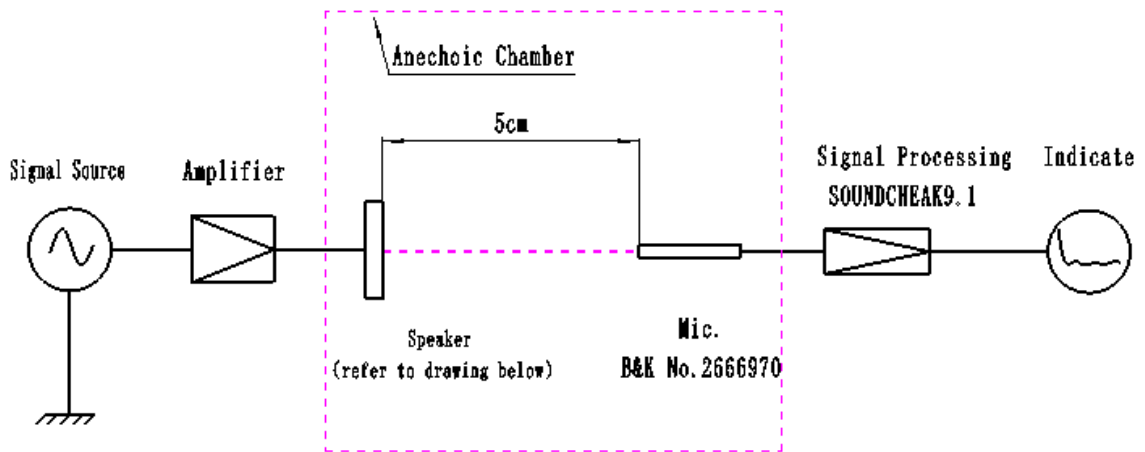 Anechoic Chamber
5cm
Signal Source
Amplifier
Signal Processing
SOUNDCHEAK9.1
Indicate
Speaker
(refer to drawing below)
Mic.
B&K No.2666970